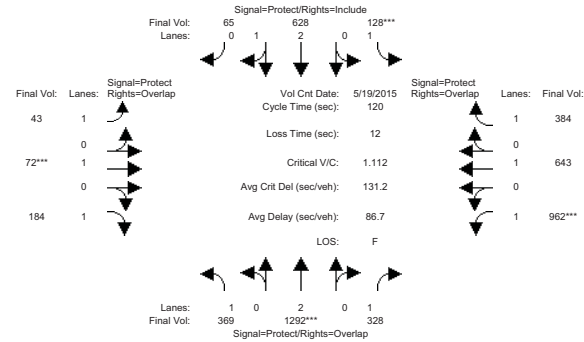 Signal=Protect/Rights=Include
Final Vol: 65 628 128***
Lanes: 0 1 2 0 1
Signal=Protect Signal=Protect
Final Vol: Lanes: Rights=Overlap Vol Cnt Date: 5/19/2015 Rights=Overlap Lanes: Final Vol:
Cycle Time (sec): 120
43 1 1 384
Loss Time (sec): 12
0 0
72*** 1 Critical V/C: 1.112 1 643
0 Avg Crit Del (sec/veh): 131.2 0
184 1 Avg Delay (sec/veh): 86.7 1 962***
LOS: F
Lanes: 1 0 2 0 1
Final Vol: 369 1292*** 328
Signal=Protect/Rights=Overlap